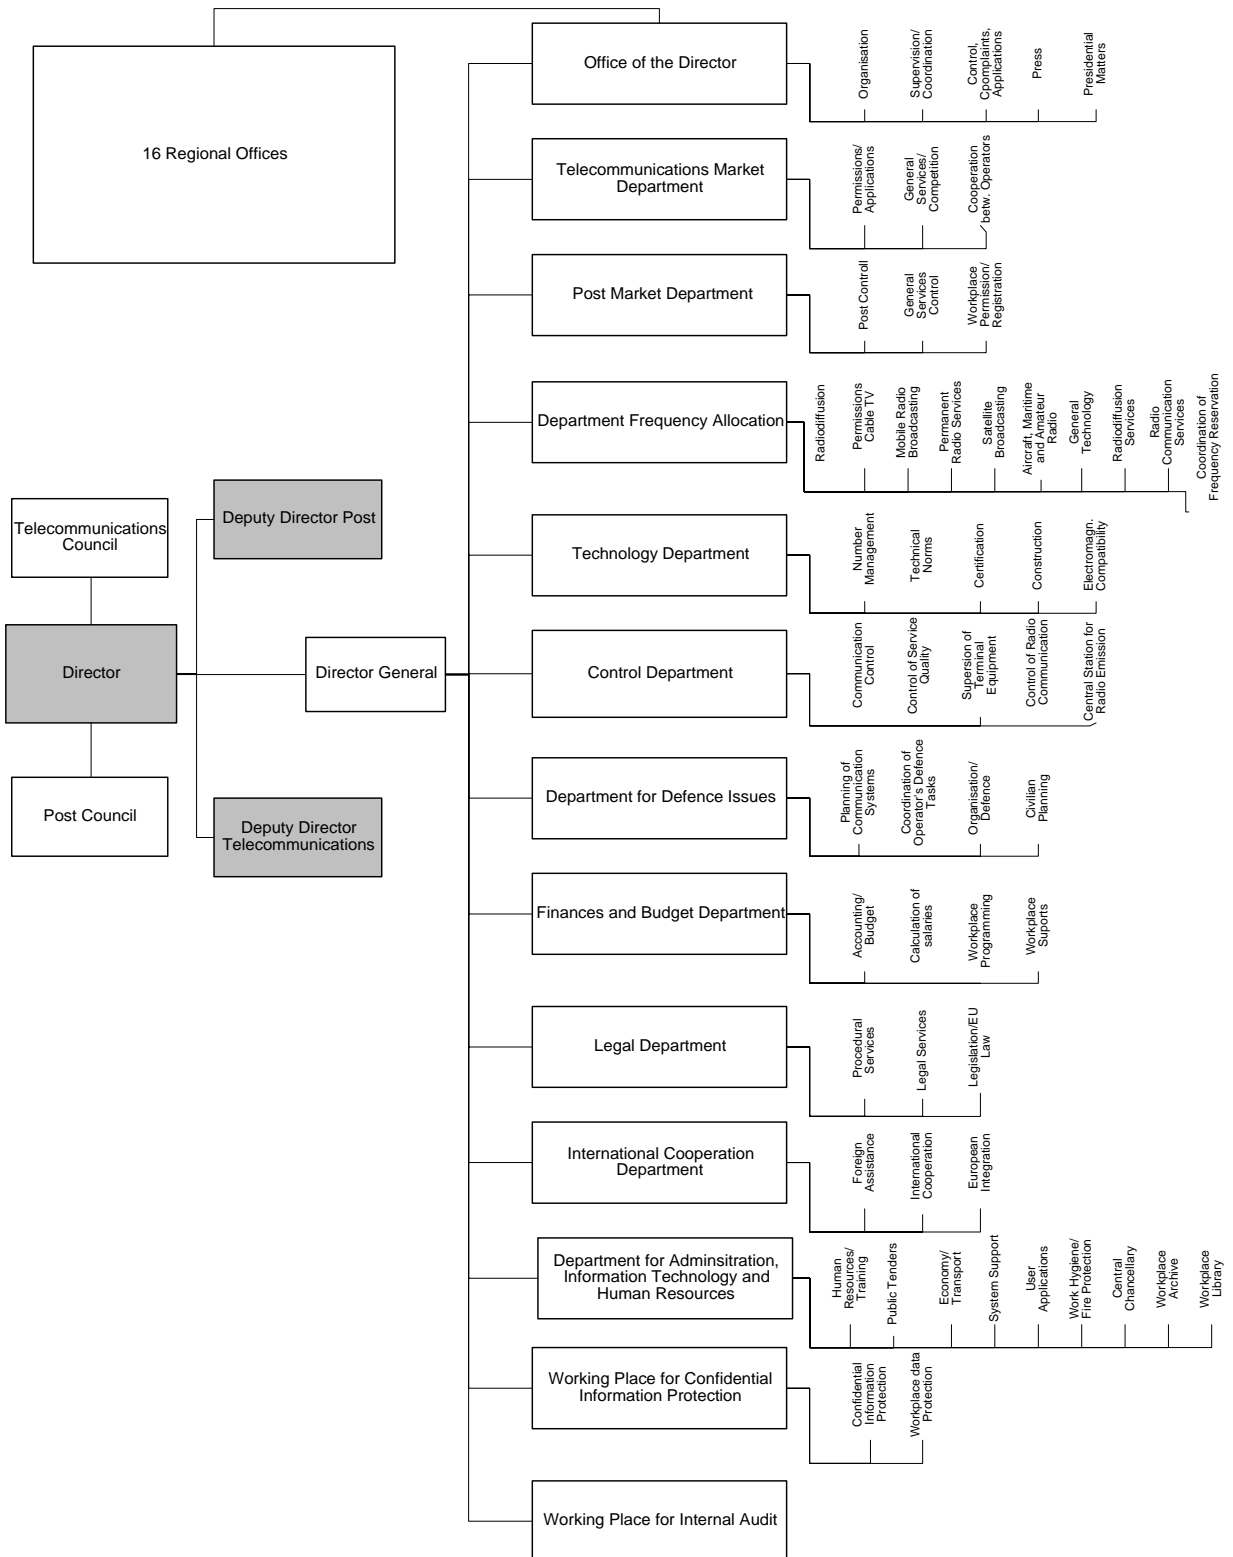 16 Regional Offices
Telecommunications
Council
Director
Post Council
Deputy Director Post
Deputy Director
Telecommunications
Director General
Office of the Director
Organisation
Supervision/
Coordination
Control,
Cpomplaints,
Applications
Press
Presidential
Matters
Telecommunications Market
Department
Permissions/
Applications
General
Services/
Competition
Cooperation
betw. Operators
Post Market Department
Post Controll
General
Services
Control
Workplace
Permission/
Registration
Department Frequency Allocation
Radiodiffusion
Permissions
Cable TV
Mobile Radio
Broadcasting
Permanent
Radio Services
Satellite
Broadcasting
Aircraft, Maritime
and Amateur
Radio
General
Technology
Radiodiffusion
Services
Radio
Communication
Services
Coordination of
Frequency Reservation
Technology Department
Number
Management
Technical
Norms
Certification
Construction
Electromagn.
Compatibility
Control Department
Communication
Control
Control of Service
Quality
Supersion of
Terminal
Equipment
Control of Radio
Communication
Central Station for
Radio Emission
Department for Defence Issues
Planning of
Communication
Systems
Coordination of
Operator's Defence
Tasks
Organisation/
Defence
Civilian
Planning
Finances and Budget Department
Accounting/
Budget
Calculation of
salaries
Workplace
Programming
Workplace
Suports
Legal Department
Procedural
Services
Legal Services
Legislation/EU
Law
International Cooperation
Department
Foreign
Assistance
International
Cooperation
European
Integration
Department for Adminsitration,
Information Technology and
Human Resources
Human
Resources/
Training
Public Tenders
Economy/
Transport
System Support
User
Applications
Work Hygiene/
Fire Protection
Central
Chancellary
Workplace
Archive
Workplace
Library
Working Place for Confidential
Information Protection
Confidential
Information
Protection
Workplace data
Protection
Working Place for Internal Audit